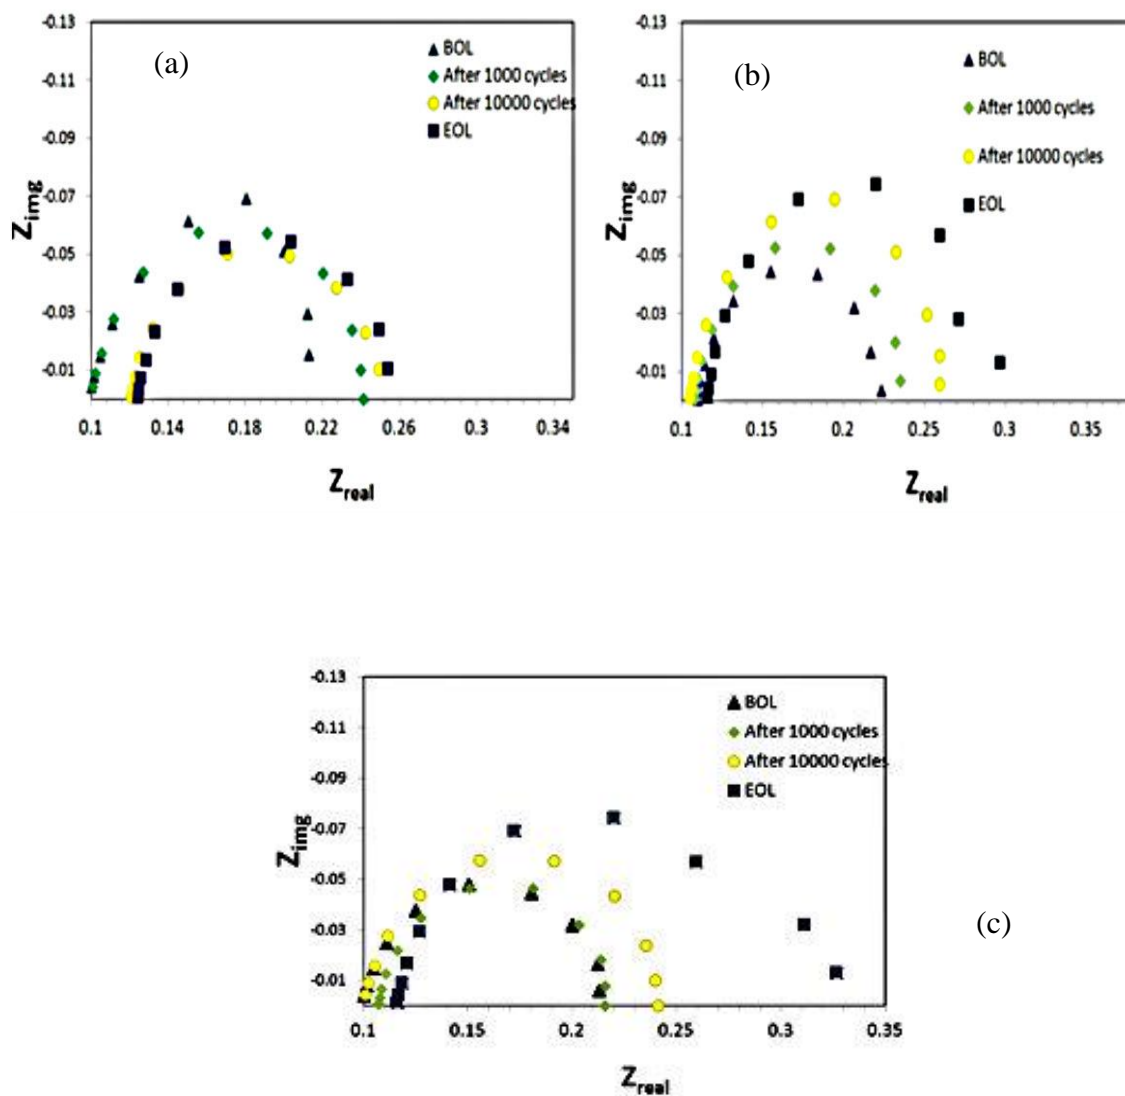 -0.13
-0.11
-0.09
-0.07
-0.05
-0.03
-0.01
Zimg
(a)
BOL
After 1000 cycles
After 10000 cycles
EOL
0.1 0.14 0.18 0.22 0.26 0.3 0.34
Zreal
-0.13
-0.11
-0.09
-0.07
-0.05
-0.03
-0.01
Zimg
(b)
BOL
After 1000 cycles
After 10000 cycles
EOL
0.1 0.15 0.2 0.25 0.3 0.35
Zreal
-0.13
-0.11
-0.09
-0.07
-0.05
-0.03
-0.01
Zimg
BOL
After 1000 cycles
After 10000 cycles
EOL
(c)
0.1 0.15 0.2 0.25 0.3 0.35
Zreal